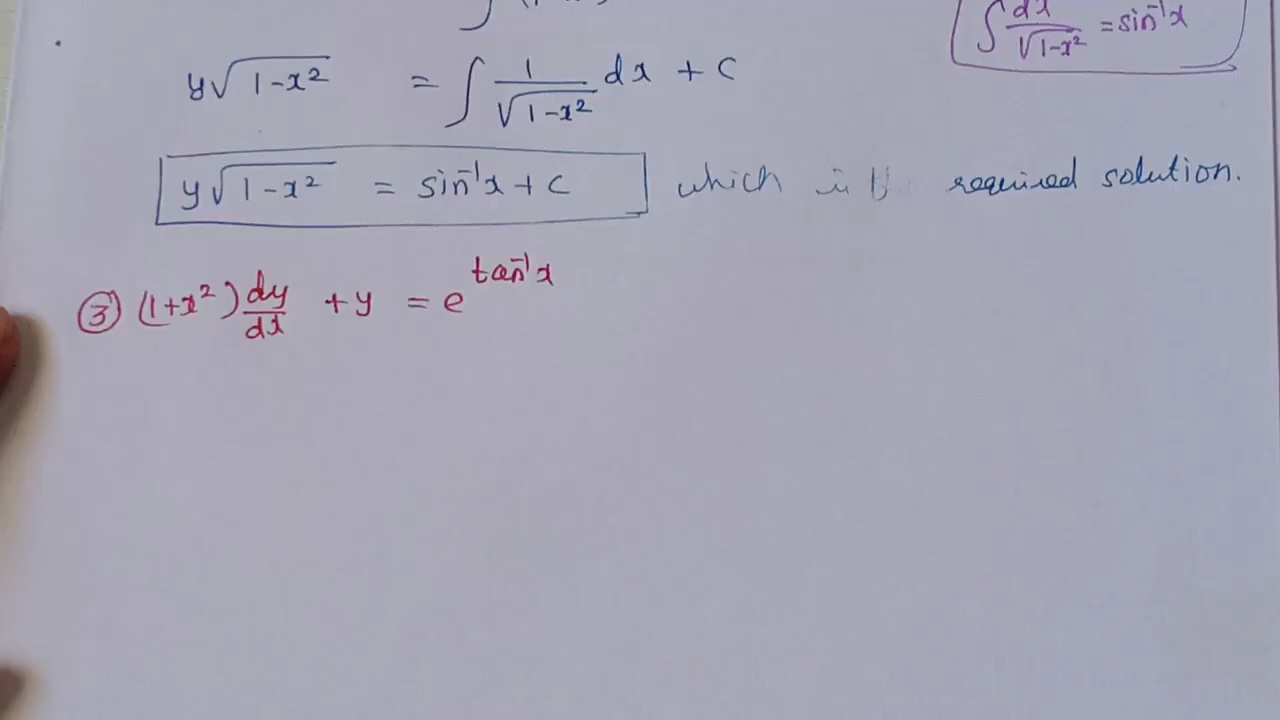 ∫ dx/√(1-x²) = sin⁻¹x
y√(1-x²) = ∫ 1/√(1-x²) dx + c
y√(1-x²) = sin⁻¹x + c which is required solution.
③ (1+x²) dy/dx + y = e^(tan⁻¹x)